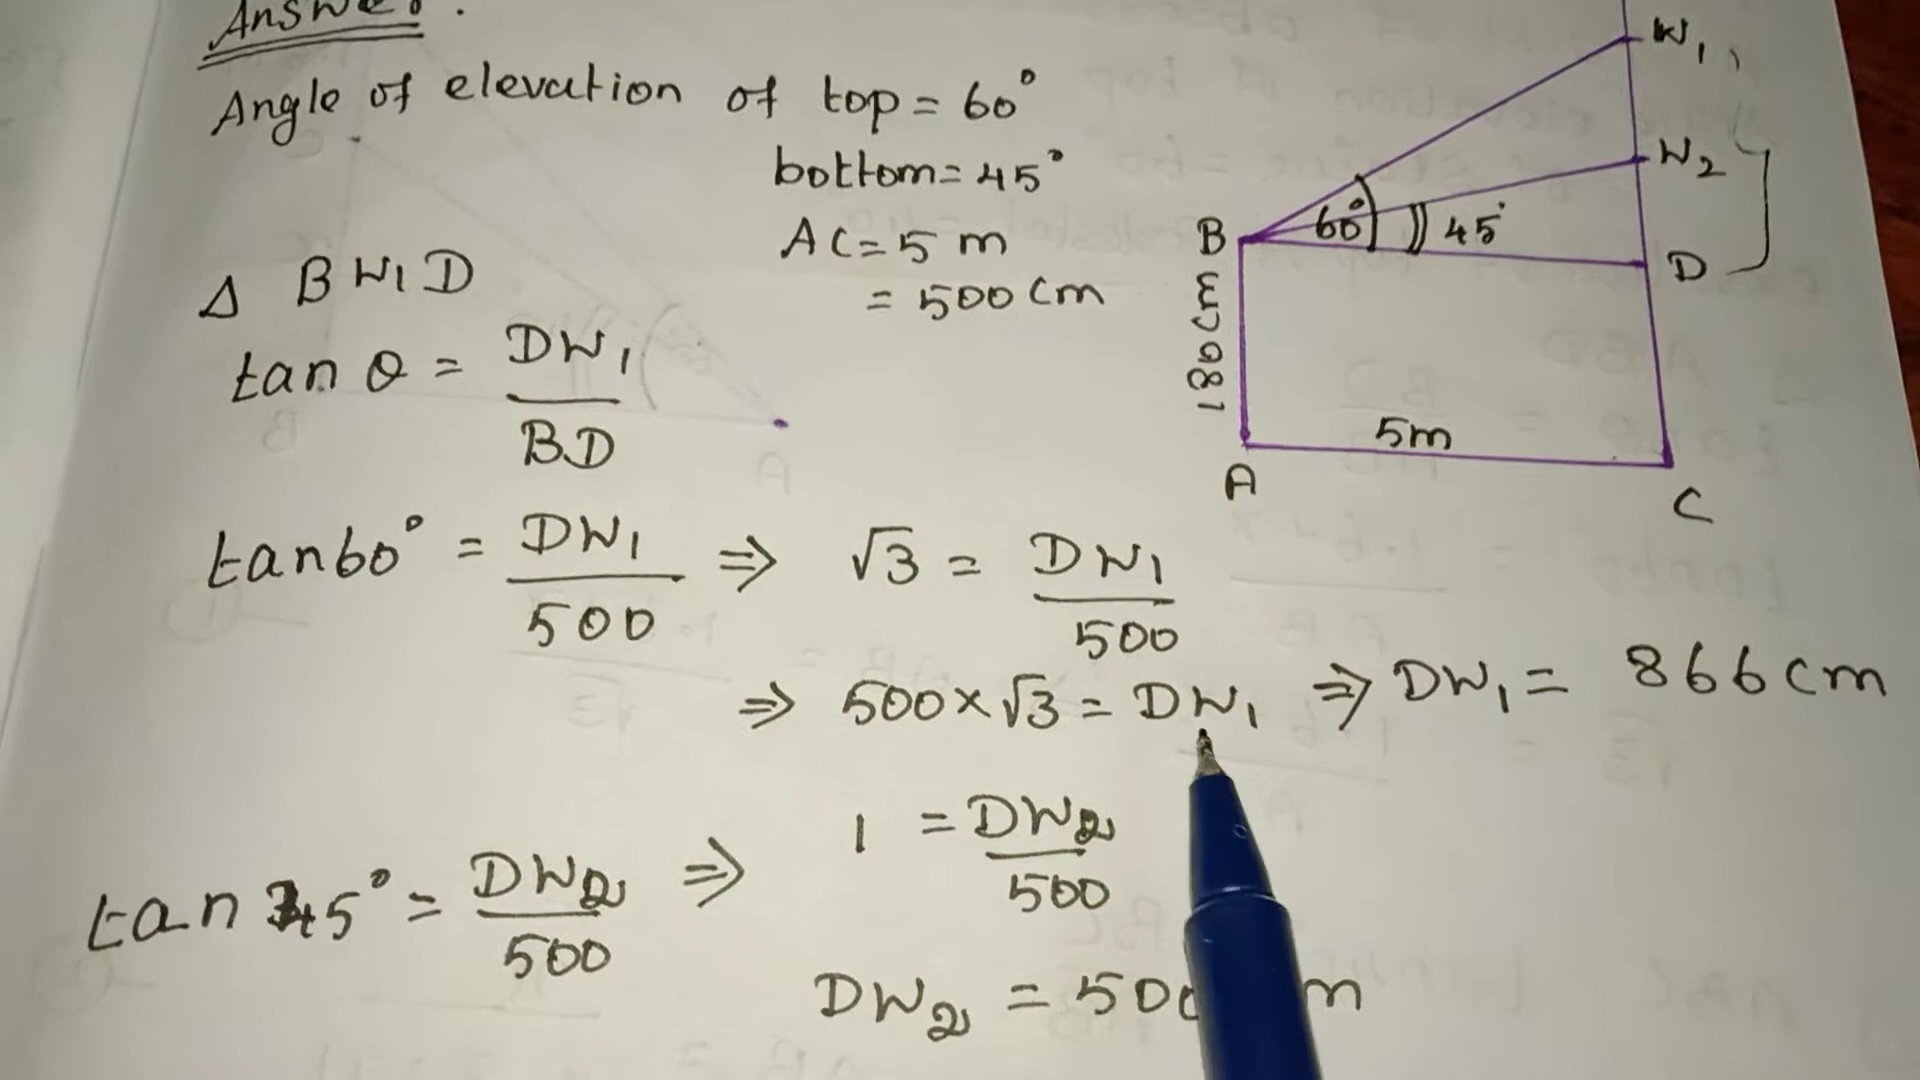 Answer :
Angle of elevation of top = 60°
bottom = 45°
AC = 5 m
= 500 cm
Δ BW₁D
tan θ = DW₁ / BD
tan 60° = DW₁ / 500 ⇒ √3 = DW₁ / 500
⇒ 500 × √3 = DW₁ ⇒ DW₁ = 866 cm
tan 45° = DW₂ / 500 ⇒ 1 = DW₂ / 500
DW₂ = 500 m
W₁
W₂
B 60° 45° D
180 cm
5m
A C